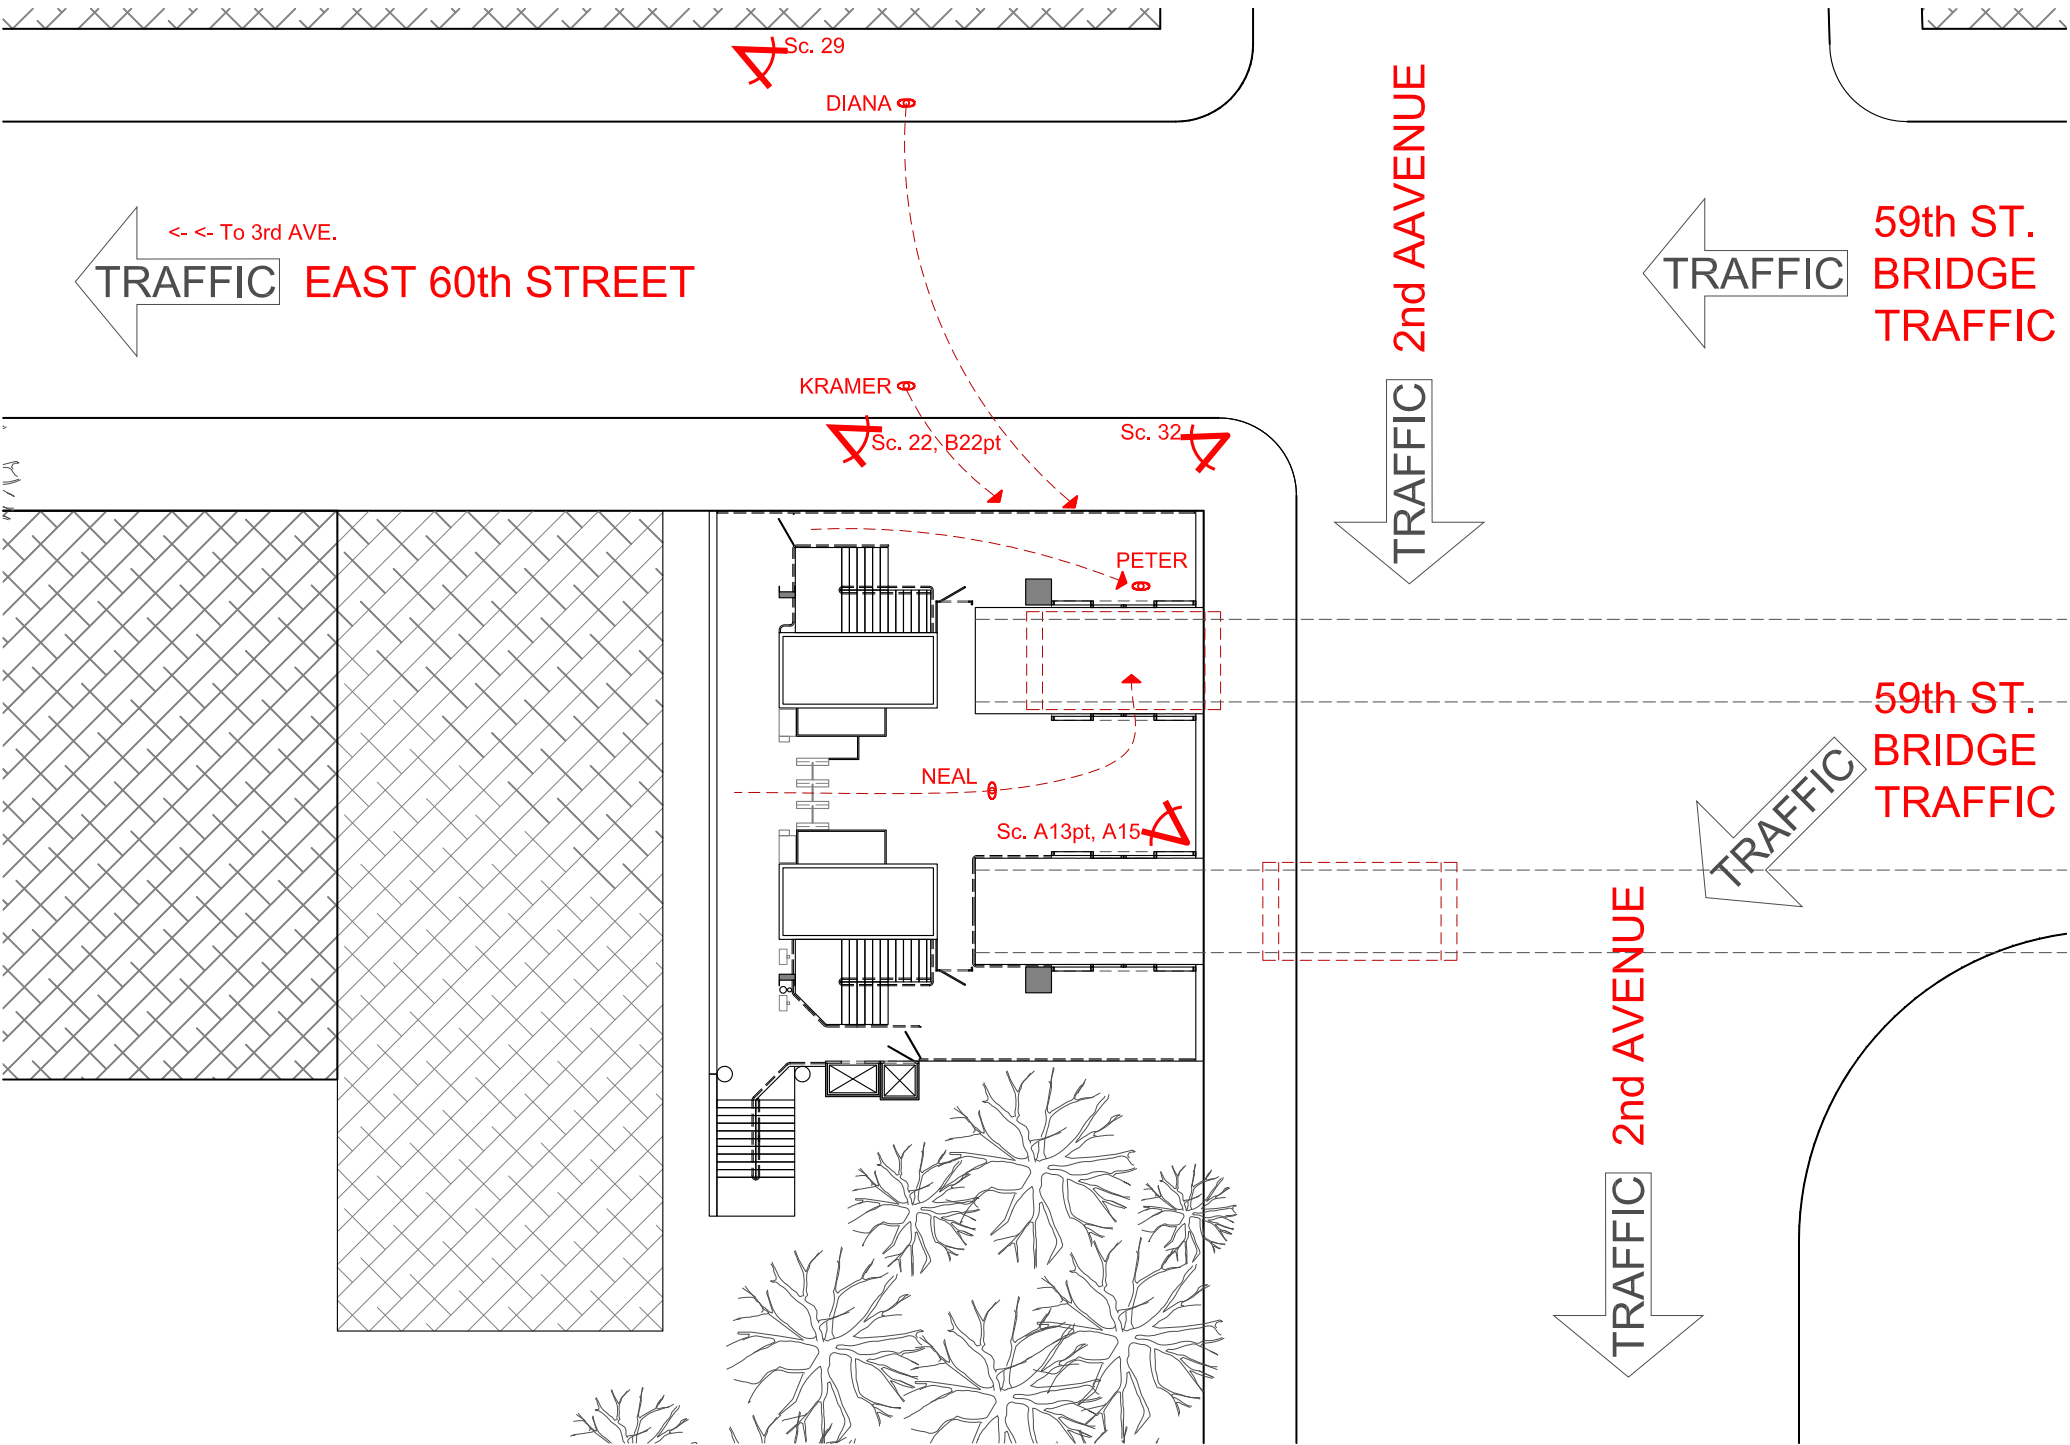 Sc. 29
DIANA
2nd AAVENUE
<- <- To 3rd AVE.
TRAFFIC
EAST 60th STREET
TRAFFIC
59th ST.
BRIDGE
TRAFFIC
KRAMER
Sc. 22, B22pt
Sc. 32
TRAFFIC
PETER
NEAL
Sc. A13pt, A15
59th ST.
BRIDGE
TRAFFIC
TRAFFIC
2nd AVENUE
TRAFFIC